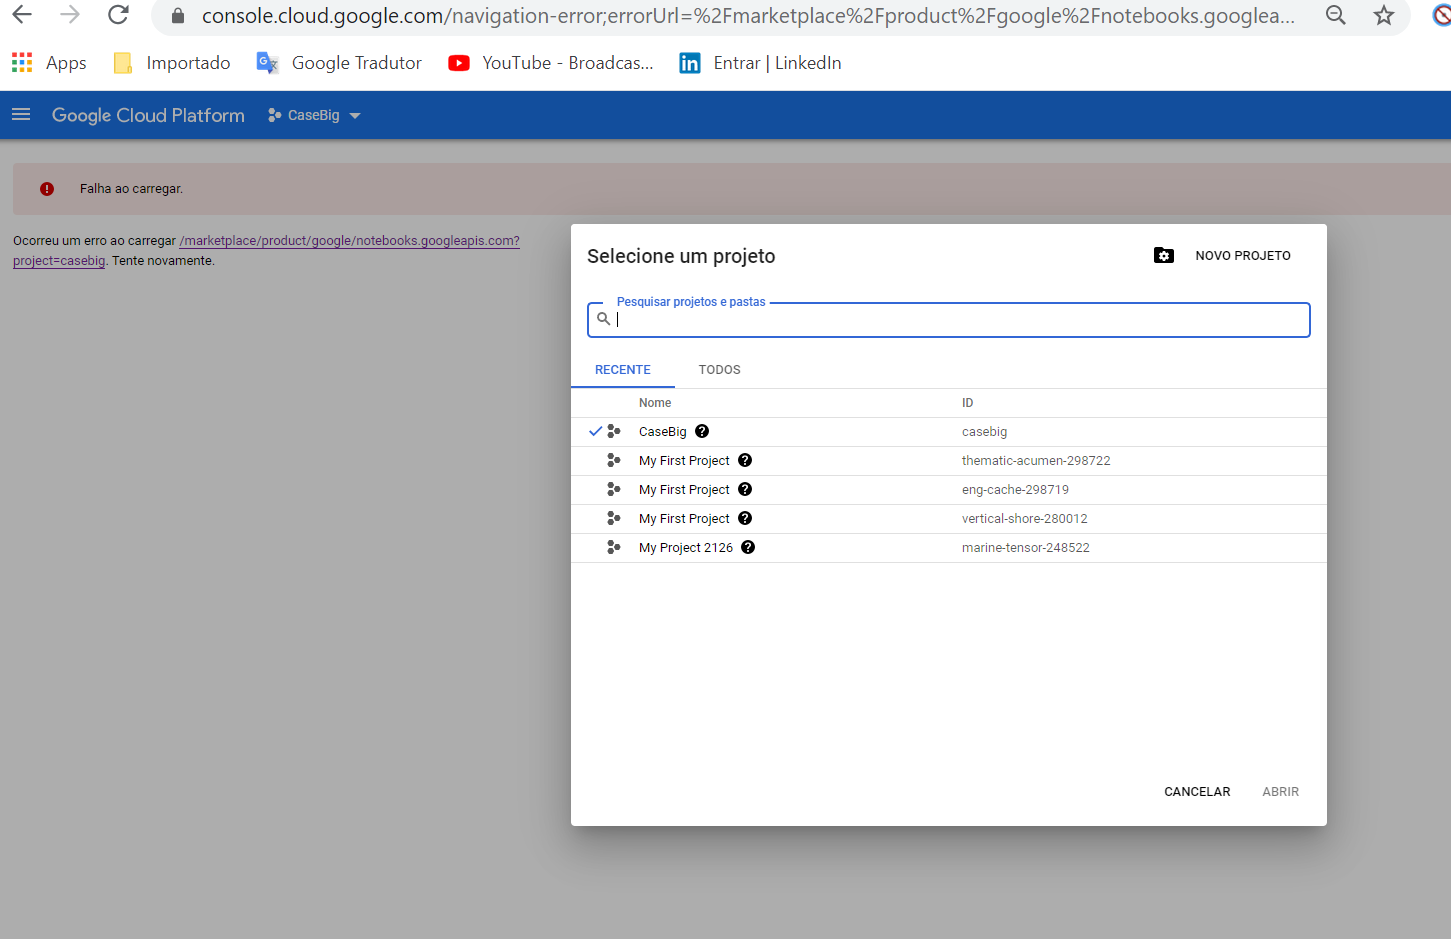 console.cloud.google.com/navigation-error;errorUrl=%2Fmarketplace%2Fproduct%2Fgoogle%2Fnotebooks.googlea...
Apps Importado Google Tradutor YouTube - Broadcas... Entrar | LinkedIn
Google Cloud Platform CaseBig
Falha ao carregar.
Ocorreu um erro ao carregar /marketplace/product/google/notebooks.googleapis.com?
project=casebig. Tente novamente.
Selecione um projeto NOVO PROJETO
Pesquisar projetos e pastas
RECENTE TODOS
Nome ID
CaseBig casebig
My First Project thematic-acumen-298722
My First Project eng-cache-298719
My First Project vertical-shore-280012
My Project 2126 marine-tensor-248522
CANCELAR ABRIR